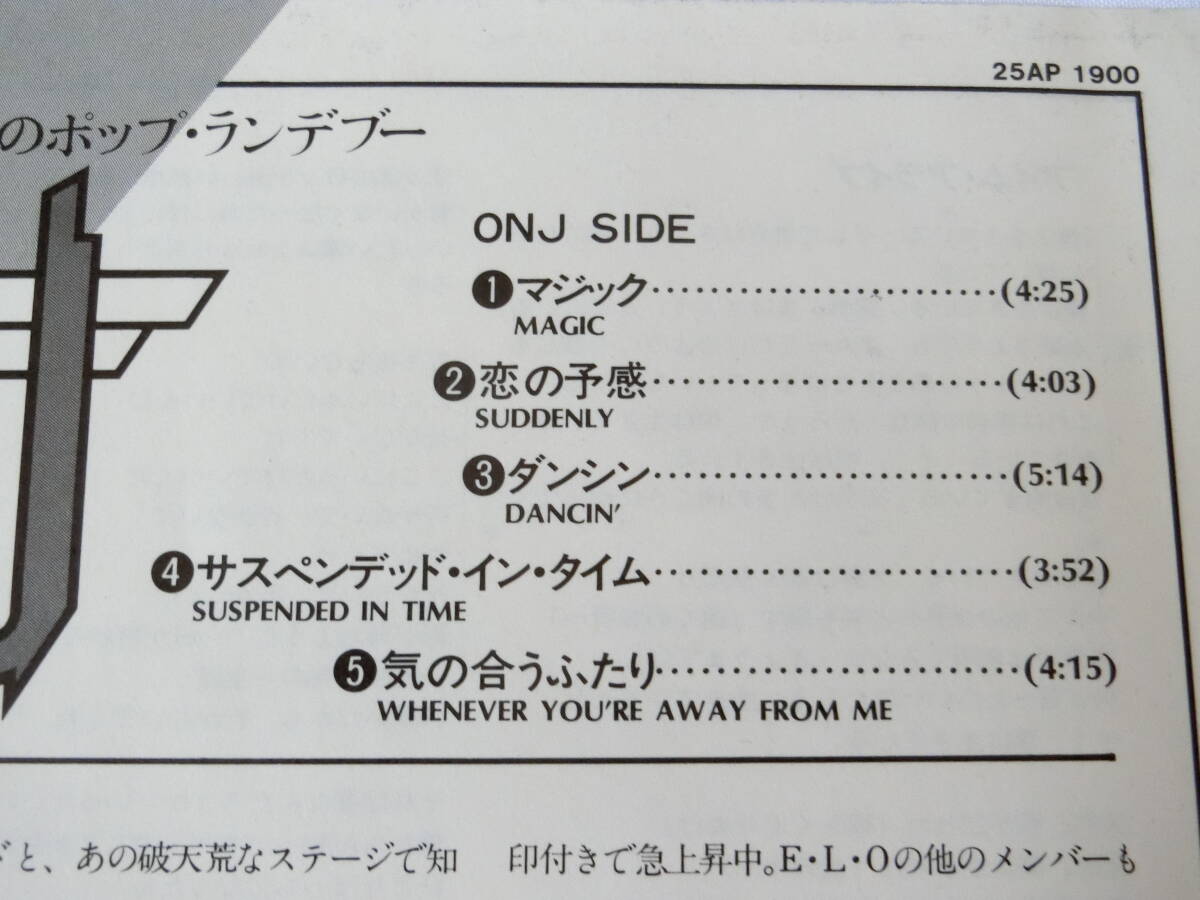 25AP 1900
のポップ・ランデブー
ONJ SIDE
❶マジック……………………(4:25)
MAGIC
❷恋の予感……………………(4:03)
SUDDENLY
❸ダンシン……………………(5:14)
DANCIN'
❹サスペンデッド・イン・タイム……………………(3:52)
SUSPENDED IN TIME
❺気の合うふたり……………………(4:15)
WHENEVER YOU'RE AWAY FROM ME
ドと、あの破天荒なステージで知
印付きで急上昇中。E・L・Oの他のメンバーも